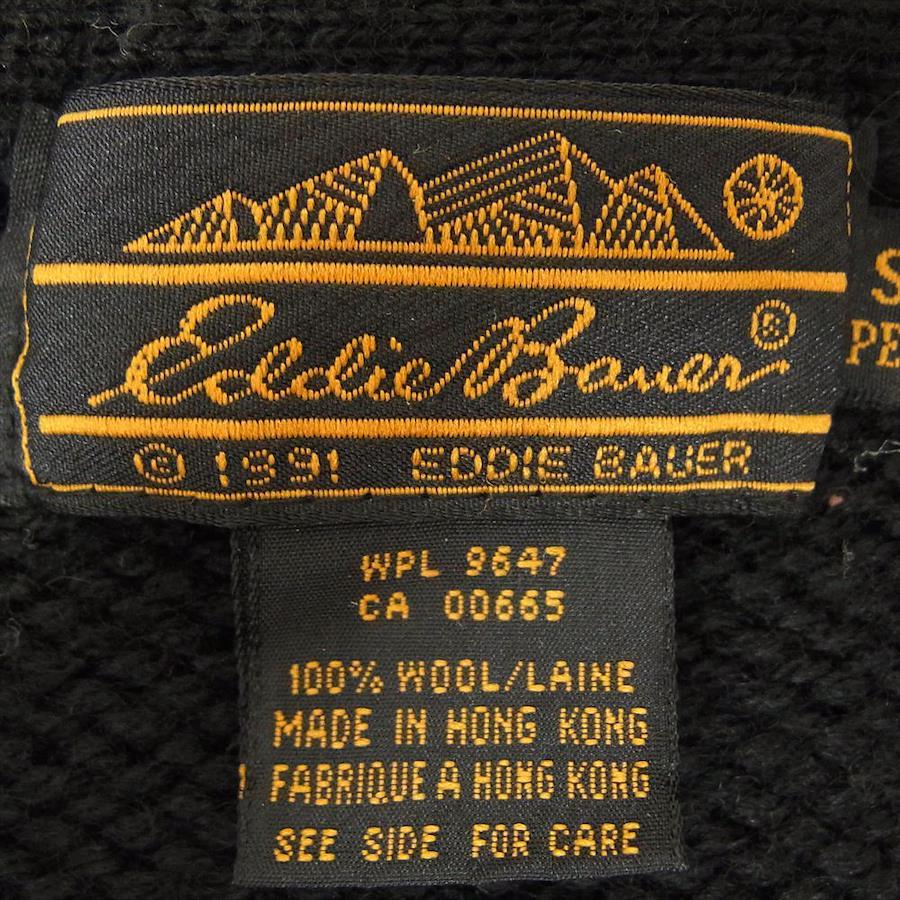 Eddie Bauer ®
© 1991 EDDIE BAUER
S
PE
WPL 9647
CA 00665
100% WOOL/LAINE
MADE IN HONG KONG
FABRIQUE A HONG KONG
SEE SIDE FOR CARE